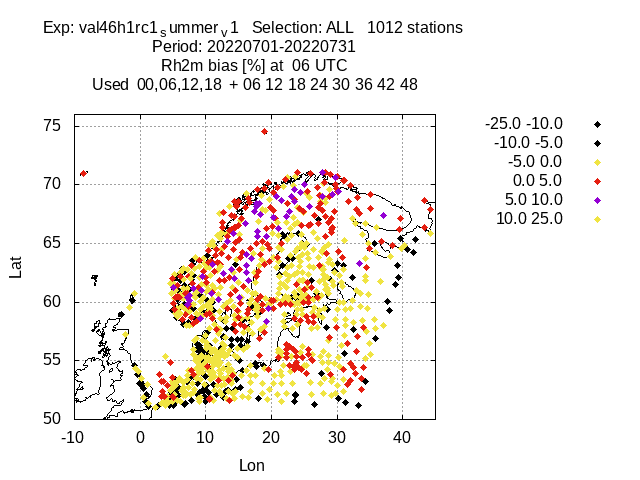 Exp: val46h1rc1summerv1 Selection: ALL 1012 stations
Period: 20220701-20220731
Rh2m bias [%] at 06 UTC
Used 00,06,12,18 + 06 12 18 24 30 36 42 48
-25.0 -10.0
-10.0 -5.0
-5.0 0.0
0.0 5.0
5.0 10.0
10.0 25.0
75
70
65
60
55
50
Lat
-10 0 10 20 30 40
Lon